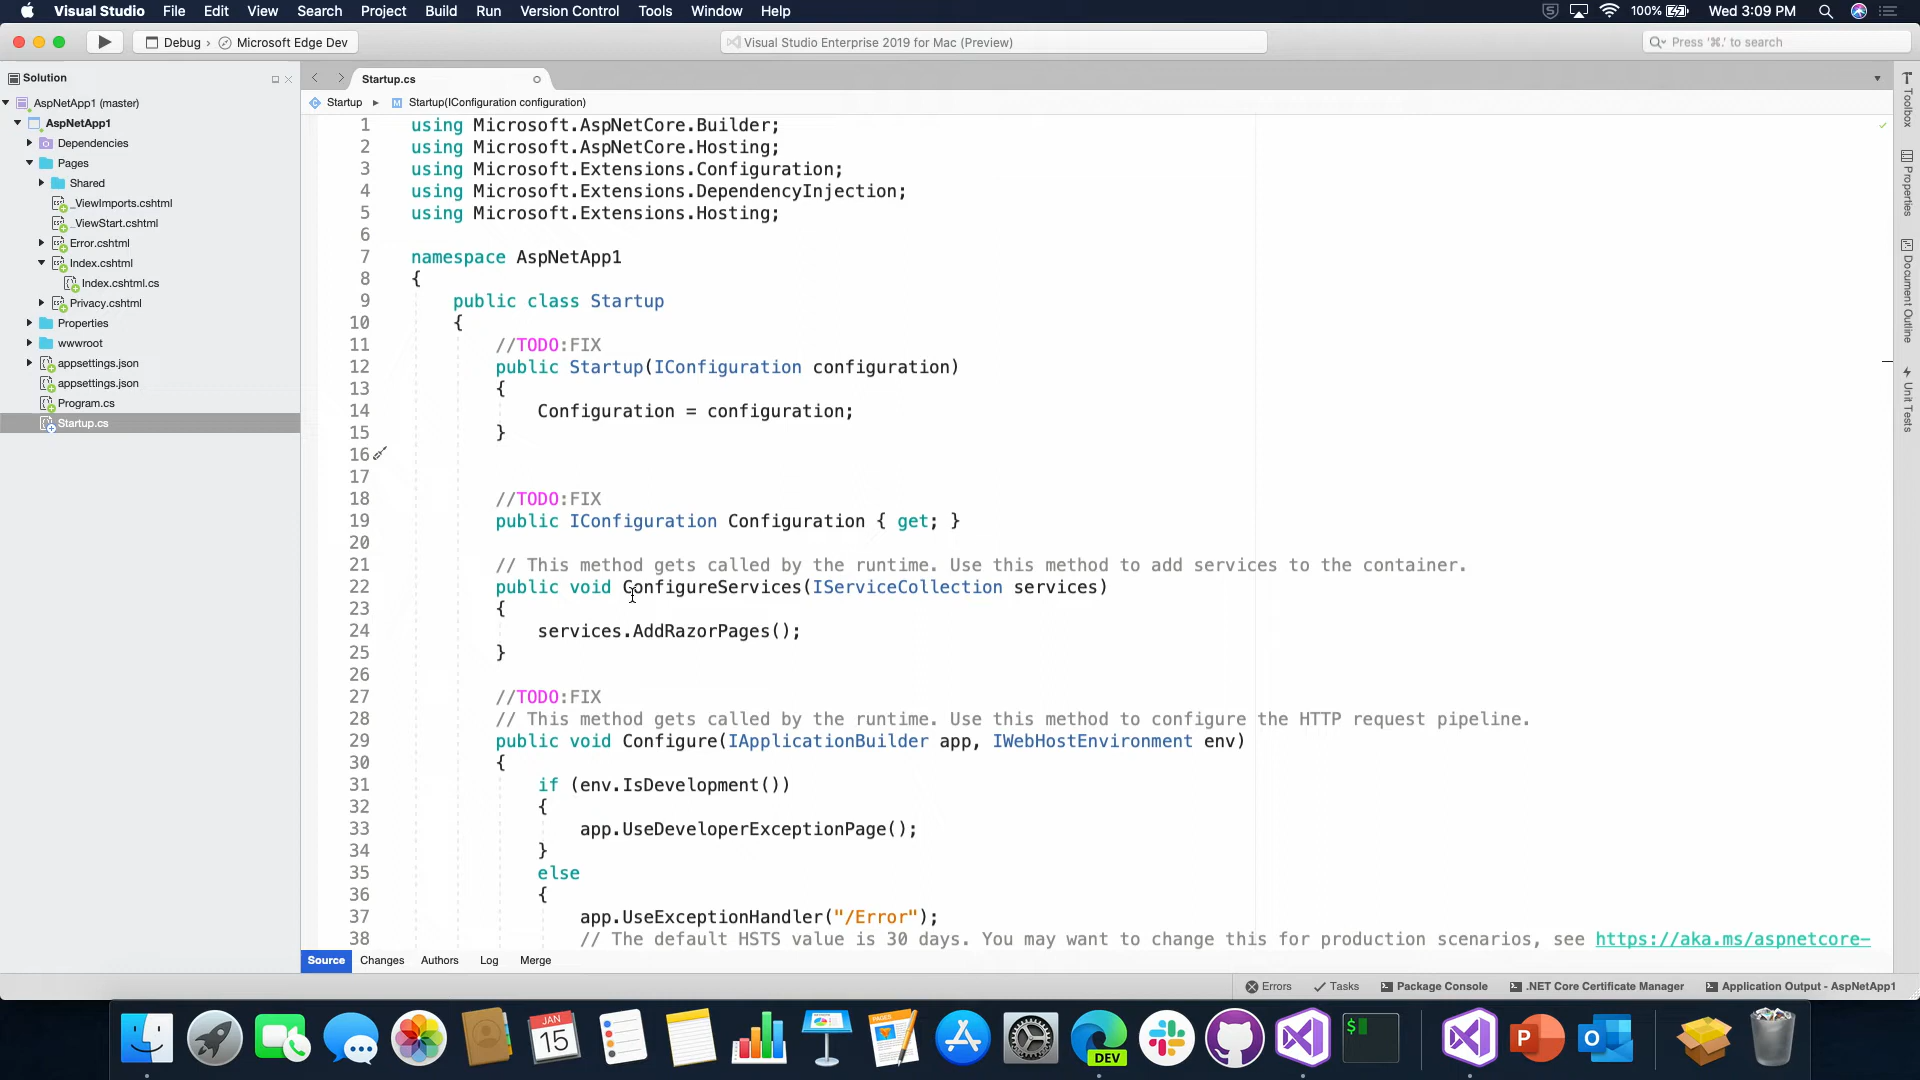 Visual Studio File Edit View Search Project Build Run Version Control Tools Window Help
100% Wed 3:09 PM
Debug › Microsoft Edge Dev
Visual Studio Enterprise 2019 for Mac (Preview)
Press '⌘.' to search
Solution
AspNetApp1 (master)
AspNetApp1
Dependencies
Pages
Shared
_ViewImports.cshtml
_ViewStart.cshtml
Error.cshtml
Index.cshtml
Index.cshtml.cs
Privacy.cshtml
Properties
wwwroot
appsettings.json
appsettings.json
Program.cs
Startup.cs
Startup.cs
Startup ▸ M Startup(IConfiguration configuration)
1 using Microsoft.AspNetCore.Builder;
2 using Microsoft.AspNetCore.Hosting;
3 using Microsoft.Extensions.Configuration;
4 using Microsoft.Extensions.DependencyInjection;
5 using Microsoft.Extensions.Hosting;
6
7 namespace AspNetApp1
8 {
9 public class Startup
10 {
11 //TODO:FIX
12 public Startup(IConfiguration configuration)
13 {
14 Configuration = configuration;
15 }
16
17
18 //TODO:FIX
19 public IConfiguration Configuration { get; }
20
21 // This method gets called by the runtime. Use this method to add services to the container.
22 public void ConfigureServices(IServiceCollection services)
23 {
24 services.AddRazorPages();
25 }
26
27 //TODO:FIX
28 // This method gets called by the runtime. Use this method to configure the HTTP request pipeline.
29 public void Configure(IApplicationBuilder app, IWebHostEnvironment env)
30 {
31 if (env.IsDevelopment())
32 {
33 app.UseDeveloperExceptionPage();
34 }
35 else
36 {
37 app.UseExceptionHandler("/Error");
38 // The default HSTS value is 30 days. You may want to change this for production scenarios, see https://aka.ms/aspnetcore-
Toolbox
Properties
Document Outline
Unit Tests
Source Changes Authors Log Merge
Errors Tasks Package Console .NET Core Certificate Manager Application Output - AspNetApp1
JAN
15
DEV
$
P
O